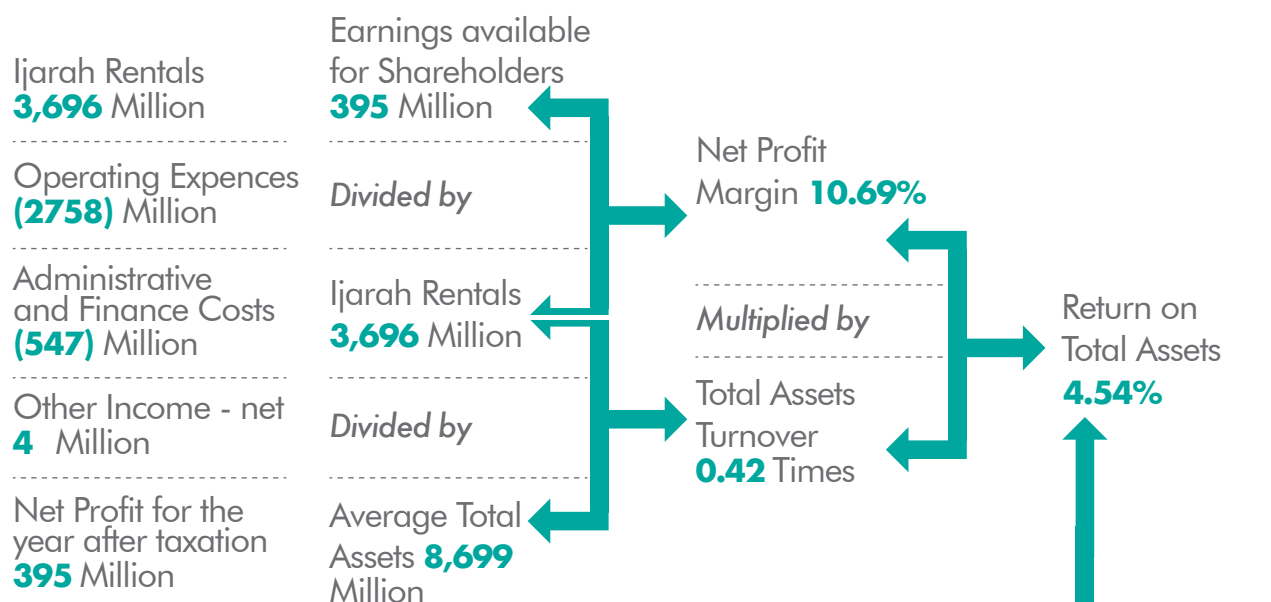 Ijarah Rentals
3,696 Million
Operating Expences
(2758) Million
Administrative
and Finance Costs
(547) Million
Other Income - net
4 Million
Net Profit for the
year after taxation
395 Million
Earnings available
for Shareholders
395 Million
Divided by
Ijarah Rentals
3,696 Million
Divided by
Average Total
Assets 8,699
Million
Net Profit
Margin 10.69%
Multiplied by
Total Assets
Turnover
0.42 Times
Return on
Total Assets
4.54%